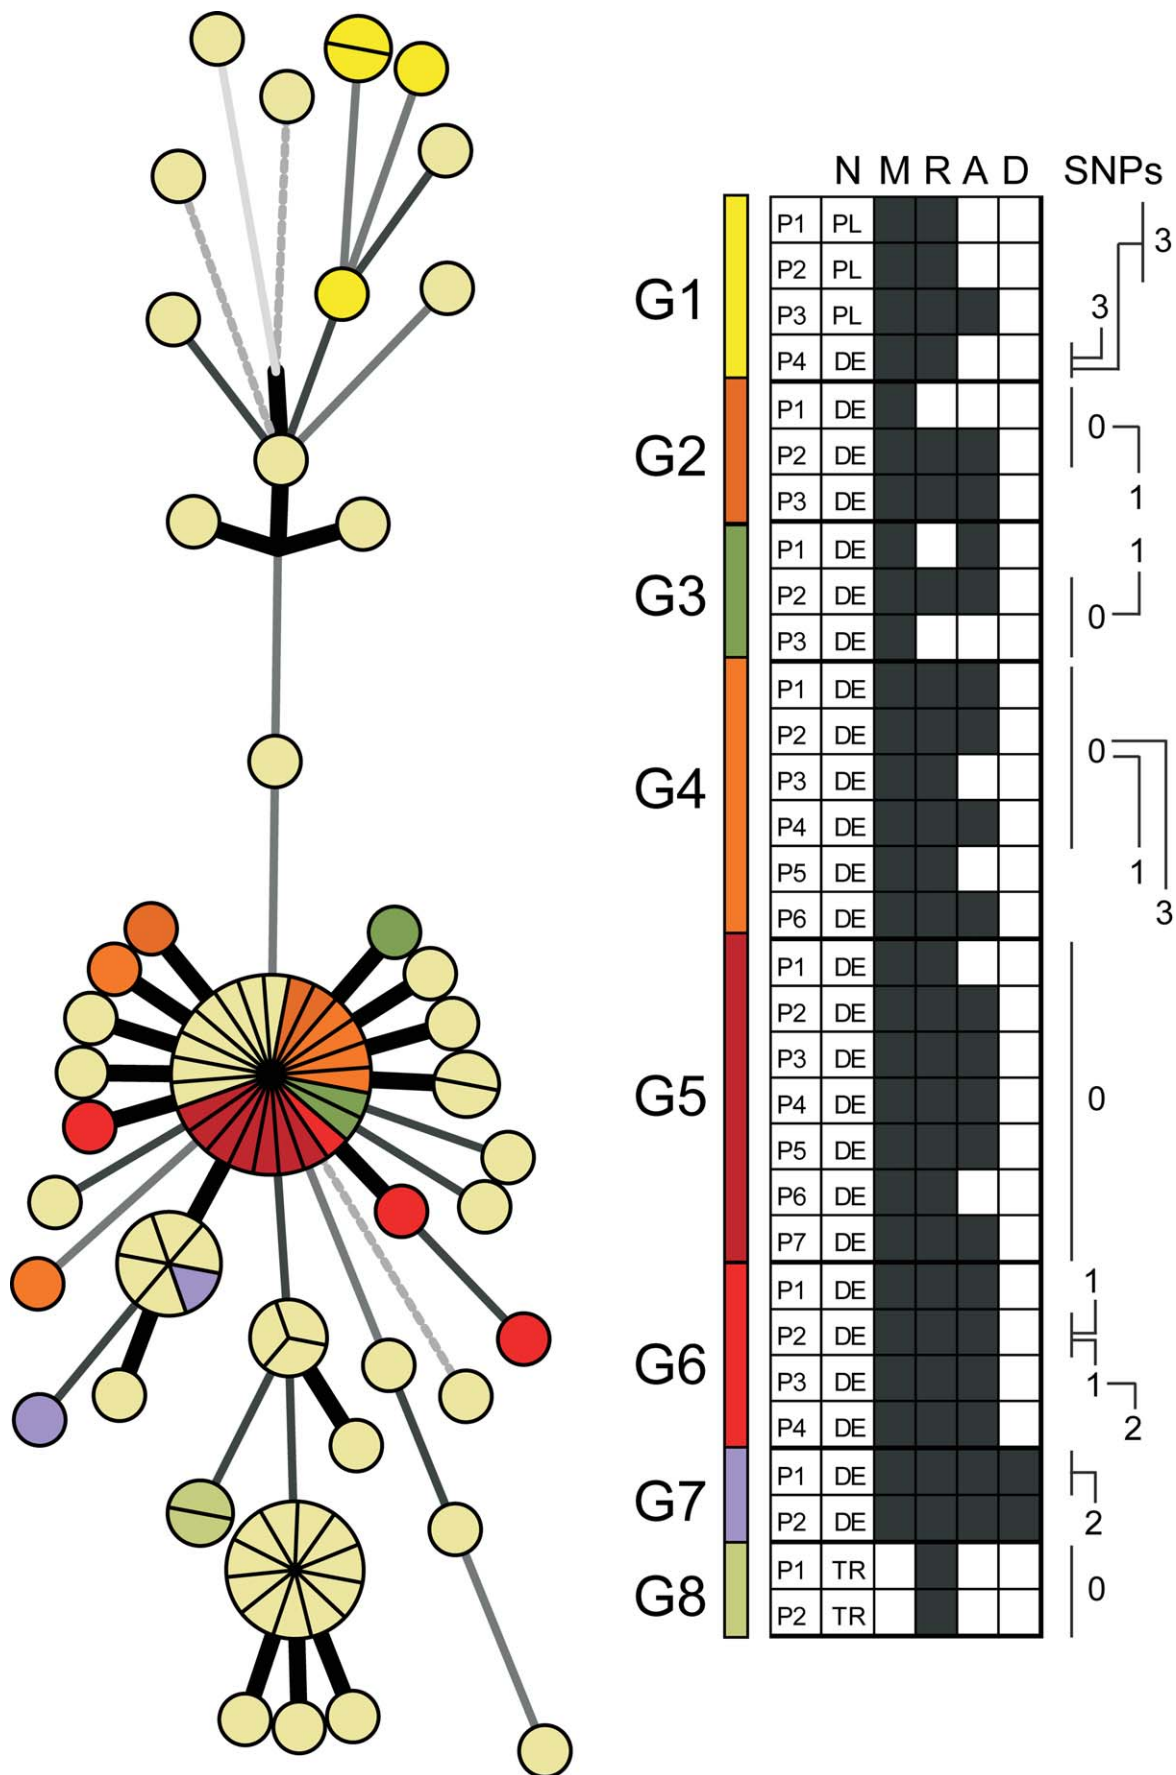 N M R A D SNPs
G1
P1 PL
P2 PL
P3 PL
P4 DE
3
3
G2
P1 DE
P2 DE
P3 DE
0
1
G3
P1 DE
P2 DE
P3 DE
1
0
G4
P1 DE
P2 DE
P3 DE
P4 DE
P5 DE
P6 DE
0
1
3
G5
P1 DE
P2 DE
P3 DE
P4 DE
P5 DE
P6 DE
P7 DE
0
G6
P1 DE
P2 DE
P3 DE
P4 DE
1
1
2
G7
P1 DE
P2 DE
2
G8
P1 TR
P2 TR
0